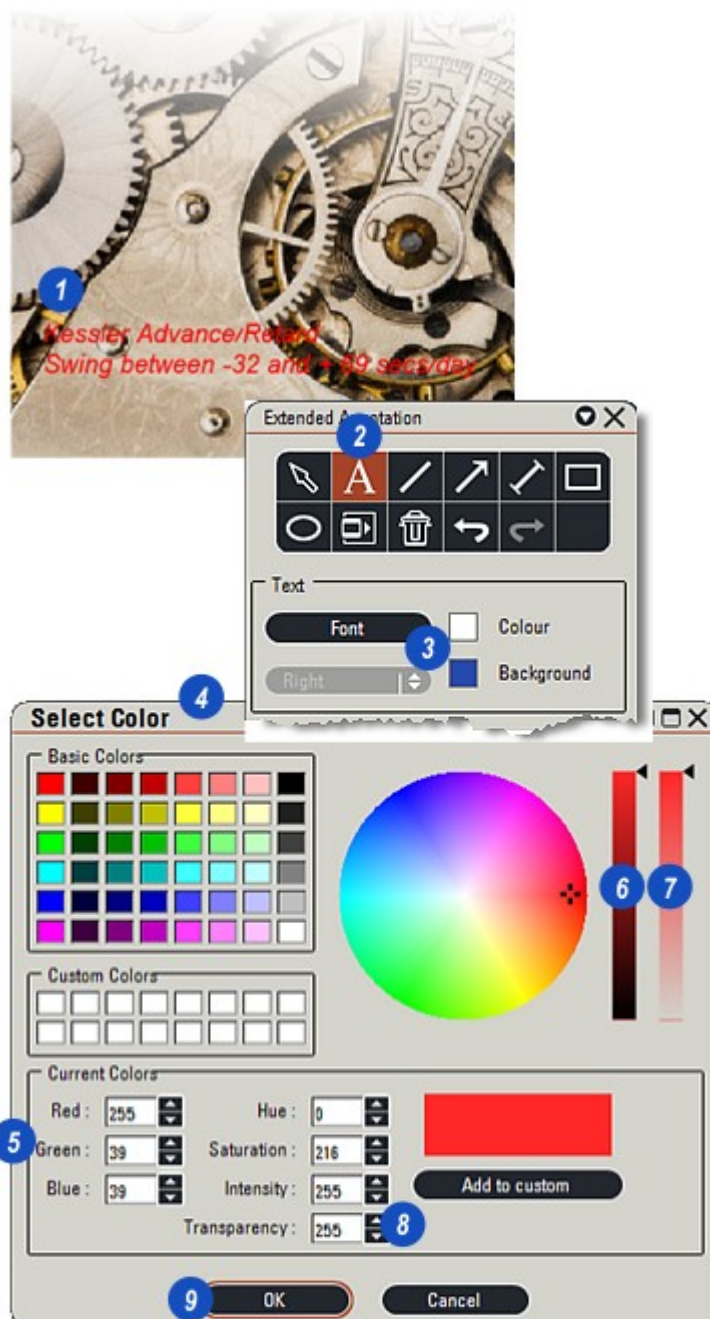 1
Kessler Advance/Retard
Swing between -32 and + 69 secs/day
Extended Annotation
2
A
Text
Font
Colour
3
Right
Background
4
Select Color
Basic Colors
6
7
Custom Colors
Current Colors
Red : 255
Hue : 0
5
Green : 39
Saturation : 216
Blue : 39
Intensity : 255
Add to custom
Transparency : 255
8
9
OK
Cancel